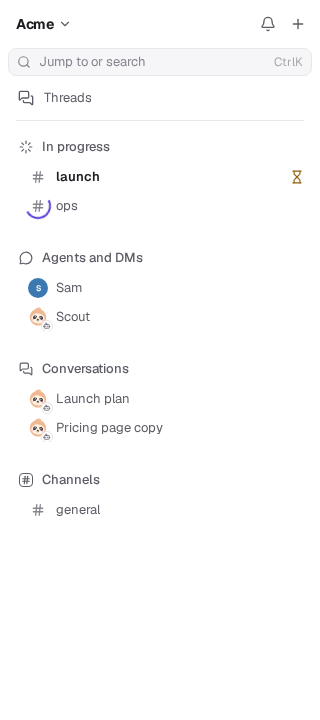 Acme
Jump to or search CtrlK
Threads
In progress
# launch
# ops
Agents and DMs
S Sam
Scout
Conversations
Launch plan
Pricing page copy
# Channels
# general